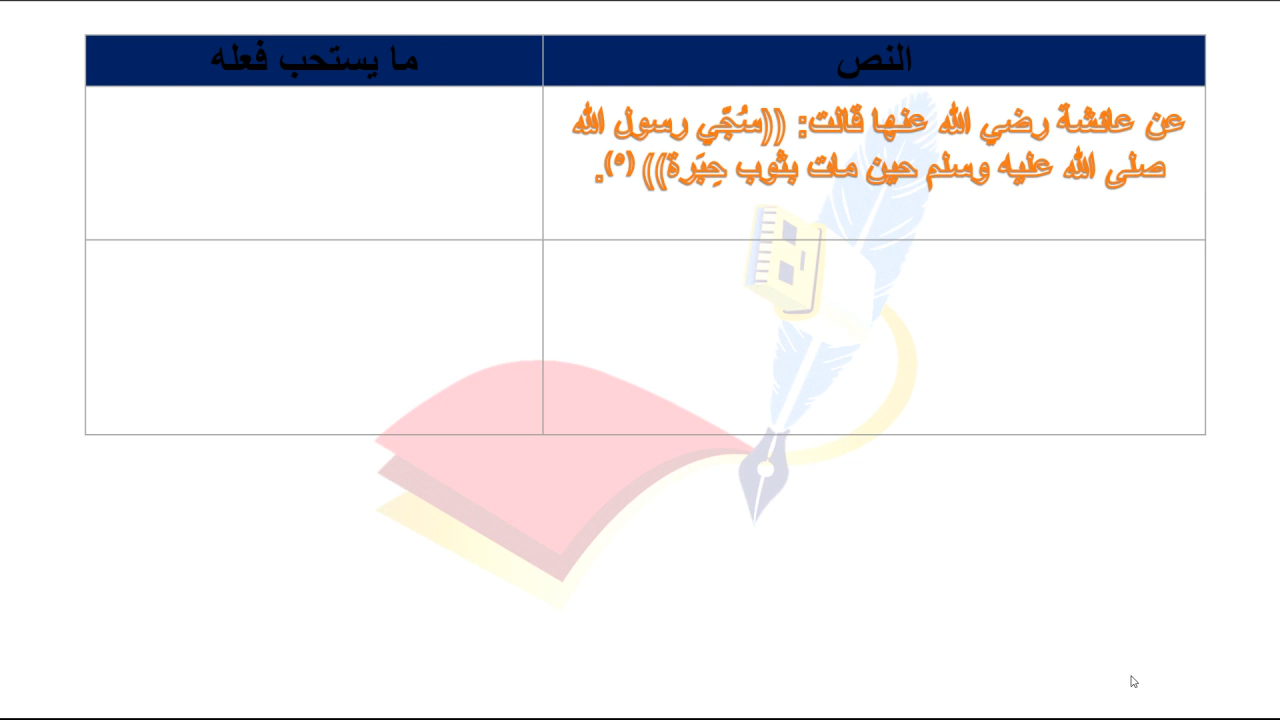 النص
ما يستحب فعله
عن عائشة رضي الله عنها قالت: ((سُجِّي رسول الله
صلى الله عليه وسلم حين مات بثوب حِبَرة)) (٥).